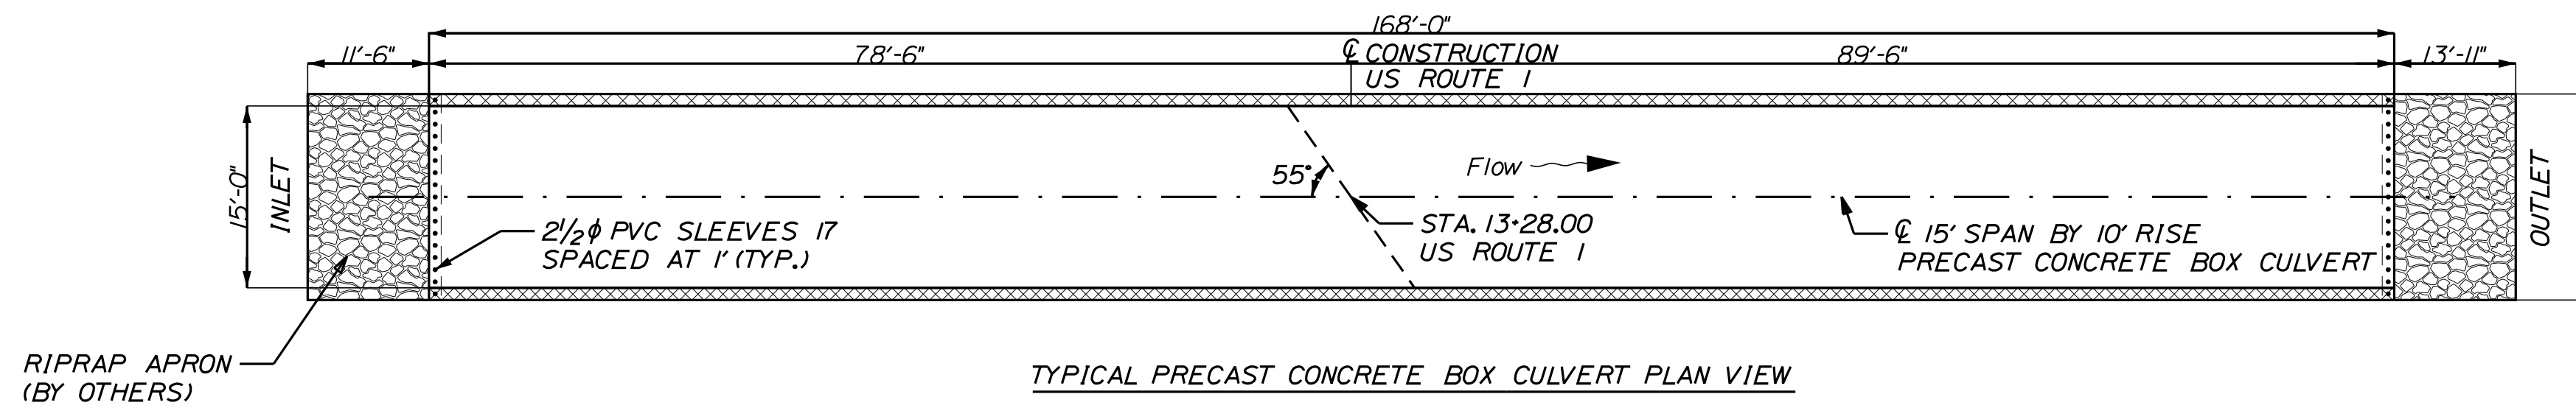 168'-0"
11'-6"
78'-6"
℄ CONSTRUCTION
US ROUTE 1
89'-6"
13'-11"
15'-0"
INLET
55°
Flow
OUTLET
2½φ PVC SLEEVES 17
SPACED AT 1' (TYP.)
STA. 13+28.00
US ROUTE 1
℄ 15' SPAN BY 10' RISE
PRECAST CONCRETE BOX CULVERT
RIPRAP APRON
(BY OTHERS)
TYPICAL PRECAST CONCRETE BOX CULVERT PLAN VIEW